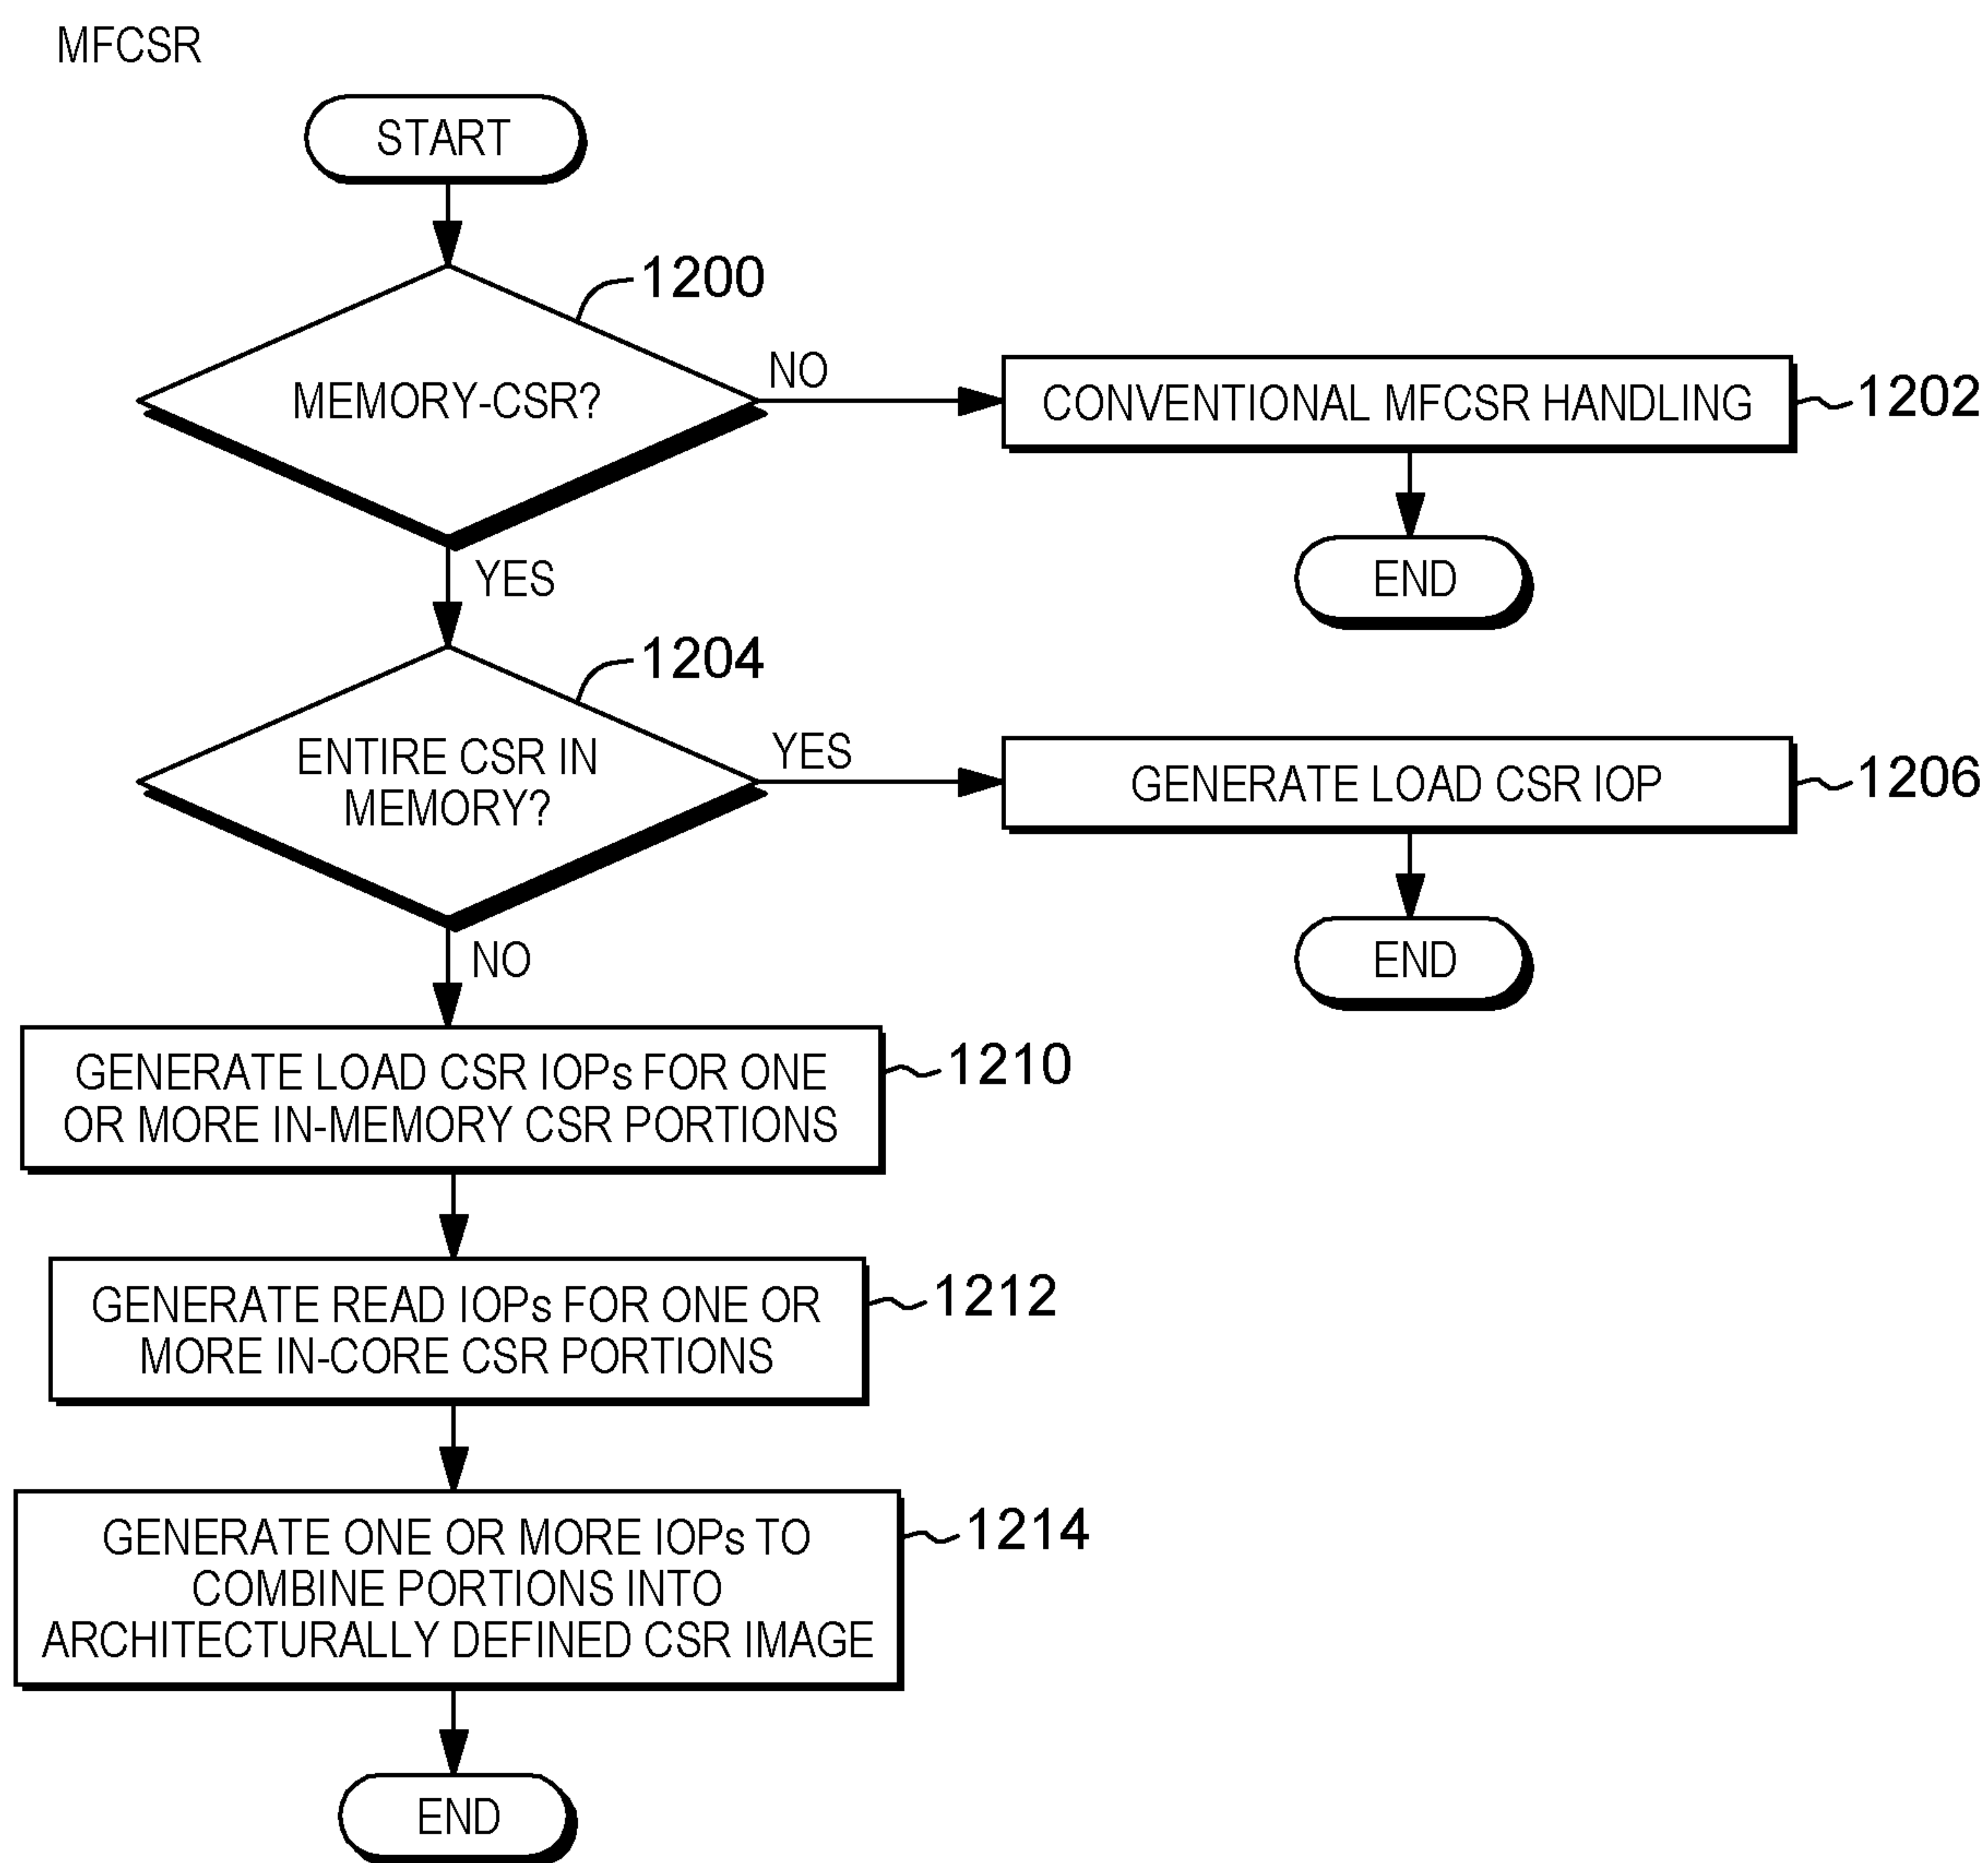 MFCSR
START
1200
MEMORY-CSR?
NO
CONVENTIONAL MFCSR HANDLING
1202
END
YES
1204
ENTIRE CSR IN
MEMORY?
YES
GENERATE LOAD CSR IOP
1206
END
NO
GENERATE LOAD CSR IOPs FOR ONE
OR MORE IN-MEMORY CSR PORTIONS
1210
GENERATE READ IOPs FOR ONE OR
MORE IN-CORE CSR PORTIONS
1212
GENERATE ONE OR MORE IOPs TO
COMBINE PORTIONS INTO
ARCHITECTURALLY DEFINED CSR IMAGE
1214
END